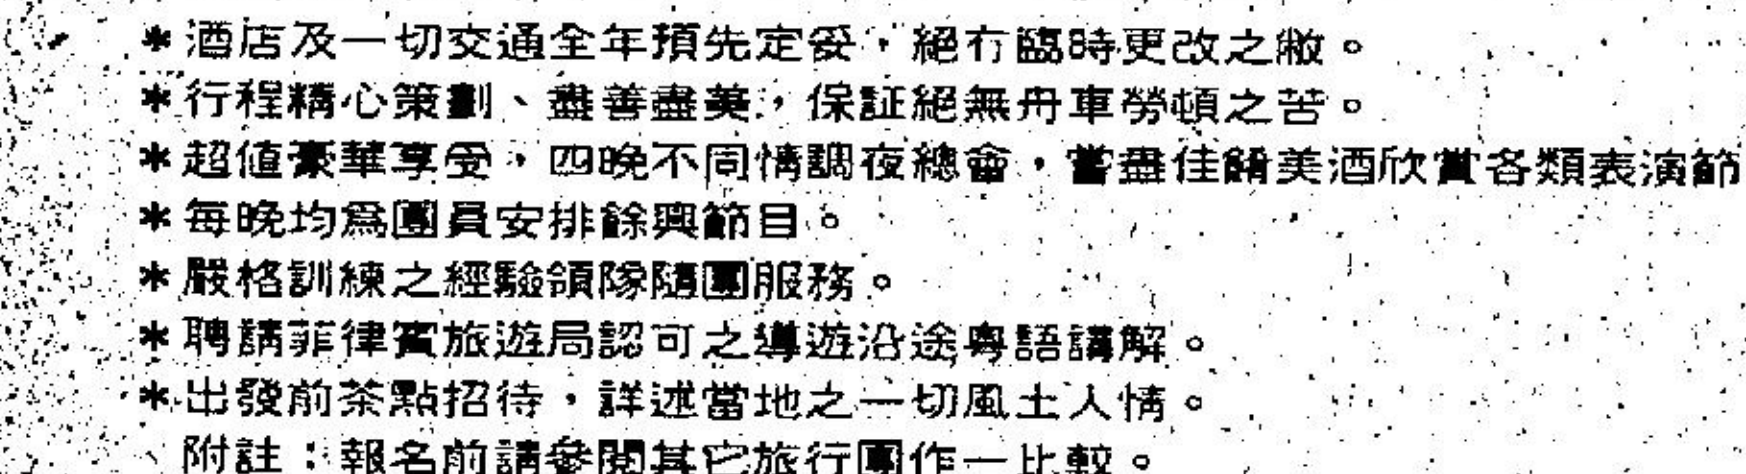 *酒店及一切交通全年預先定妥，絕冇臨時更改之敝。
*行程精心策劃、盡善盡美，保証絕無舟車勞頓之苦。
*超値豪華享受，四晚不同情調夜總會，嘗盡佳餚美酒欣賞各類表演節
*每晚均爲團員安排餘興節目。
*嚴格訓練之經驗領隊隨團服務。
*聘請菲律賓旅遊局認可之導遊沿途粵語講解。
*出發前茶點招待，詳述當地之一切風土人情。
附註：報名前請參閱其它旅行團作一比較。